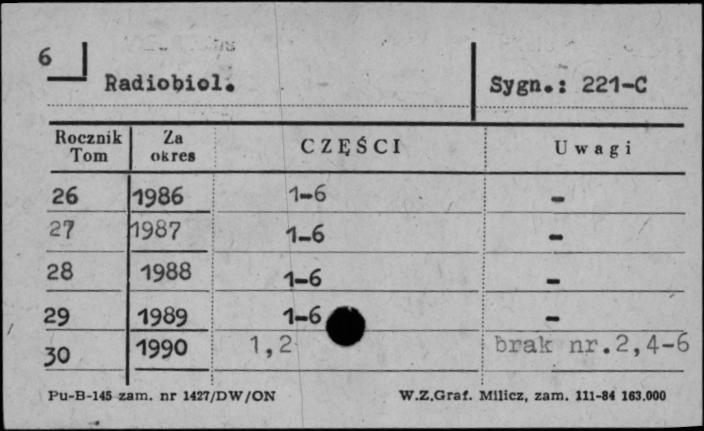 6
Radiobiol.
Sygn.: 221-C
Rocznik Tom Za okres CZĘŚCI Uwagi
26 1986 1-6 -
27 1987 1-6 -
28 1988 1-6 -
29 1989 1-6 -
30 1990 1,2 brak nr.2,4-6
Pu-B-145 zam. nr 1427/DW/ON W.Z.Graf. Milicz, zam. 111-84 163.000